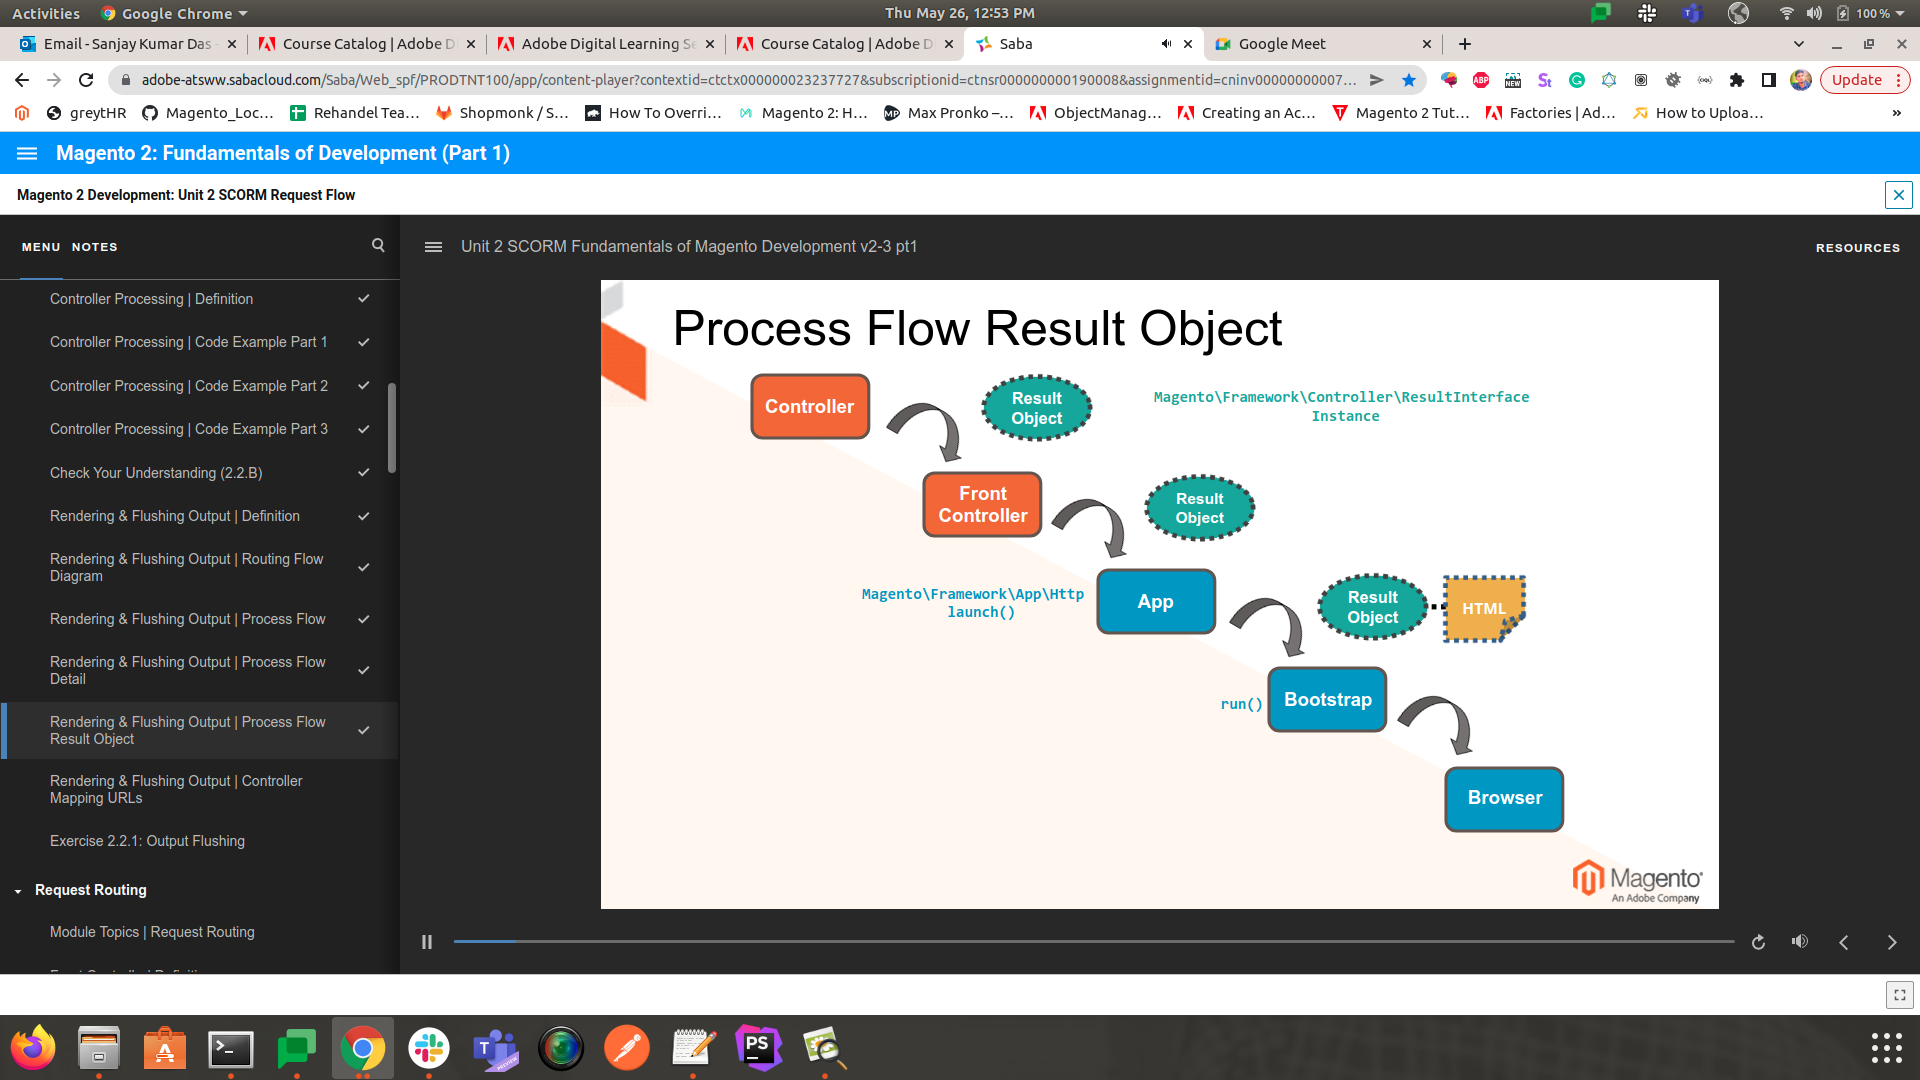 Activities
Google Chrome
Thu May 26, 12:53 PM
100 %
Email - Sanjay Kumar Das -
Course Catalog | Adobe D
Adobe Digital Learning Se
Course Catalog | Adobe D
Saba
Google Meet
adobe-atsww.sabacloud.com/Saba/Web_spf/PRODTNT100/app/content-player?contextid=ctctx000000023237727&subscriptionid=ctnsr000000000190008&assignmentid=cninv00000000007...
ABP
NEW
Update
greytHR
Magento_Loc...
Rehandel Tea...
Shopmonk / S...
How To Overri...
Magento 2: H...
Max Pronko –...
ObjectManag...
Creating an Ac...
Magento 2 Tut...
Factories | Ad...
How to Uploa...
»
Magento 2: Fundamentals of Development (Part 1)
Magento 2 Development: Unit 2 SCORM Request Flow
MENU
NOTES
Unit 2 SCORM Fundamentals of Magento Development v2-3 pt1
RESOURCES
Controller Processing | Definition
Controller Processing | Code Example Part 1
Controller Processing | Code Example Part 2
Controller Processing | Code Example Part 3
Check Your Understanding (2.2.B)
Rendering & Flushing Output | Definition
Rendering & Flushing Output | Routing Flow
Diagram
Rendering & Flushing Output | Process Flow
Rendering & Flushing Output | Process Flow
Detail
Rendering & Flushing Output | Process Flow
Result Object
Rendering & Flushing Output | Controller
Mapping URLs
Exercise 2.2.1: Output Flushing
Request Routing
Module Topics | Request Routing
Process Flow Result Object
Controller
Result
Object
Magento\Framework\Controller\ResultInterface
Instance
Front
Controller
Result
Object
Magento\Framework\App\Http
launch()
App
Result
Object
HTML
run()
Bootstrap
Browser
Magento
An Adobe Company
PS